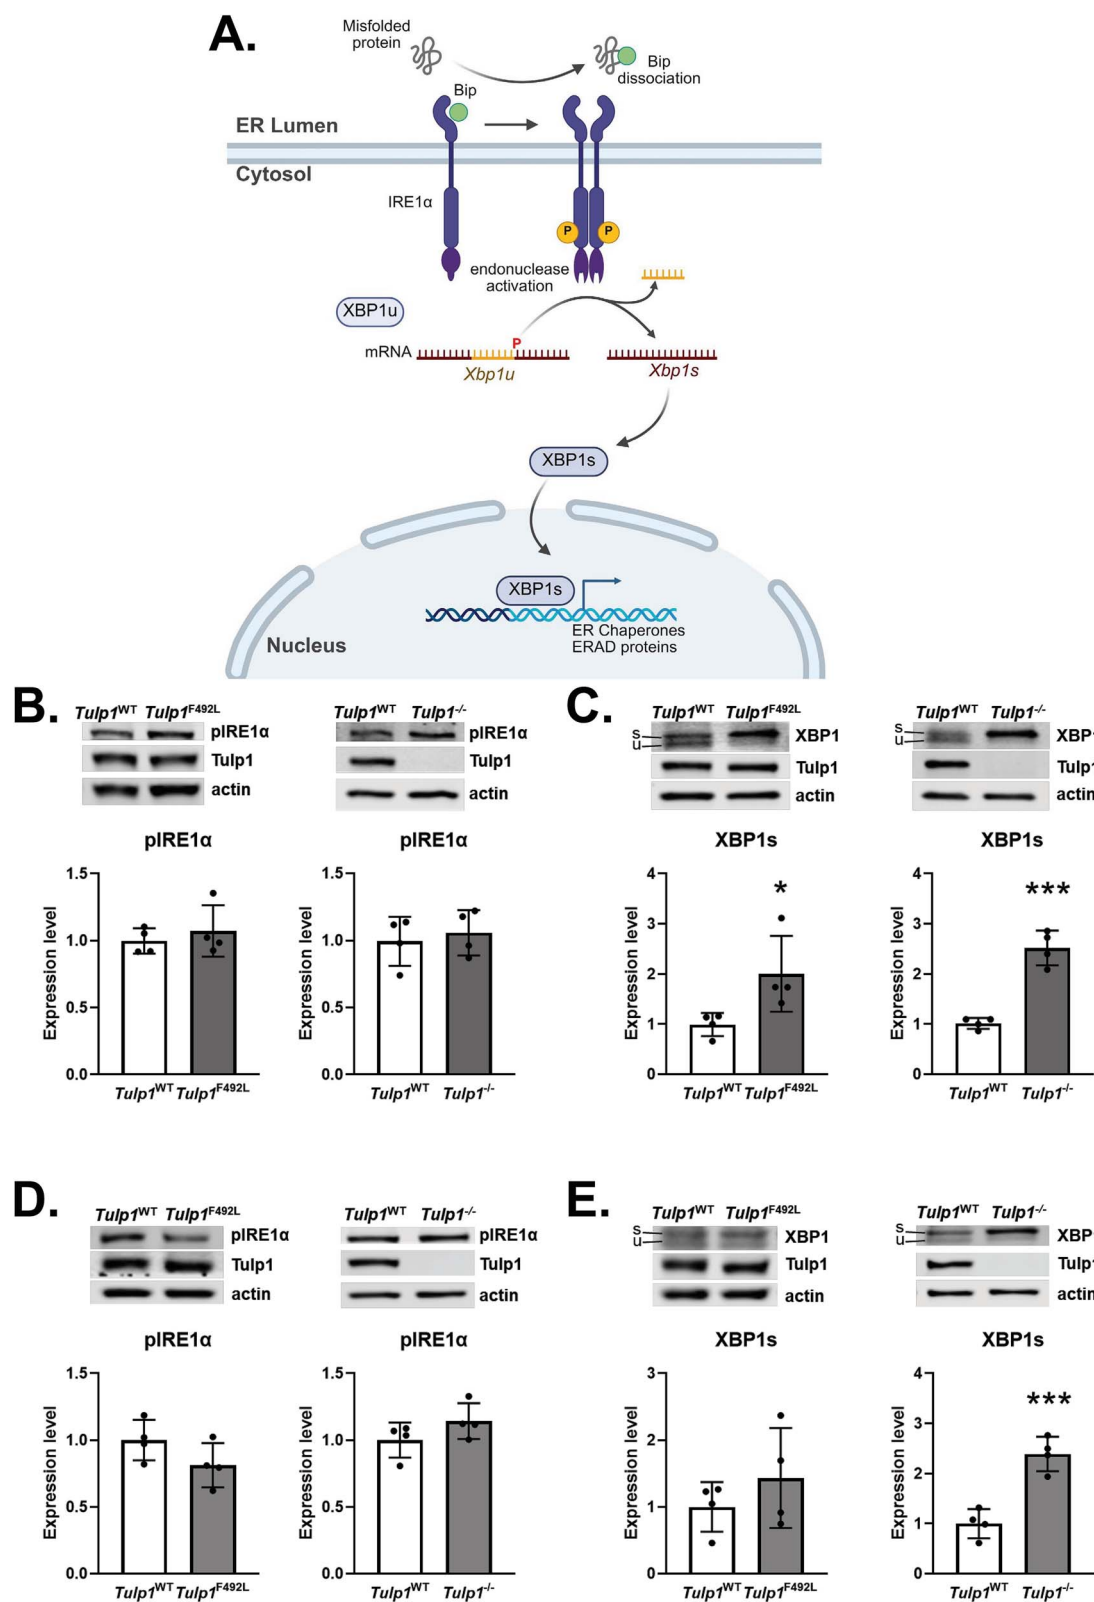 A.
Misfolded
protein
Bip
dissociation
Bip
ER Lumen
Cytosol
IRE1α
P P
endonuclease
activation
XBP1u
P
mRNA
Xbp1u
Xbp1s
XBP1s
XBP1s
ER Chaperones
ERAD proteins
Nucleus
B.
Tulp1WT Tulp1F492L
pIRE1α
Tulp1
actin
pIRE1α
Expression level
1.5
1.0
0.5
0.0
Tulp1WT Tulp1F492L
Tulp1WT Tulp1-/-
pIRE1α
Tulp1
actin
pIRE1α
Expression level
1.5
1.0
0.5
0.0
Tulp1WT Tulp1-/-
C.
Tulp1WT Tulp1F492L
s
u
XBP1
Tulp1
actin
XBP1s
Expression level
4
3
2
1
0
*
Tulp1WT Tulp1F492L
Tulp1WT Tulp1-/-
s
u
XBP1
Tulp1
actin
XBP1s
Expression level
4
3
2
1
0
***
Tulp1WT Tulp1-/-
D.
Tulp1WT Tulp1F492L
pIRE1α
Tulp1
actin
pIRE1α
Expression level
1.5
1.0
0.5
0.0
Tulp1WT Tulp1F492L
Tulp1WT Tulp1-/-
pIRE1α
Tulp1
actin
pIRE1α
Expression level
1.5
1.0
0.5
0.0
Tulp1WT Tulp1-/-
E.
Tulp1WT Tulp1F492L
s
u
XBP1
Tulp1
actin
XBP1s
Expression level
3
2
1
0
Tulp1WT Tulp1F492L
Tulp1WT Tulp1-/-
s
u
XBP1
Tulp1
actin
XBP1s
Expression level
4
3
2
1
0
***
Tulp1WT Tulp1-/-